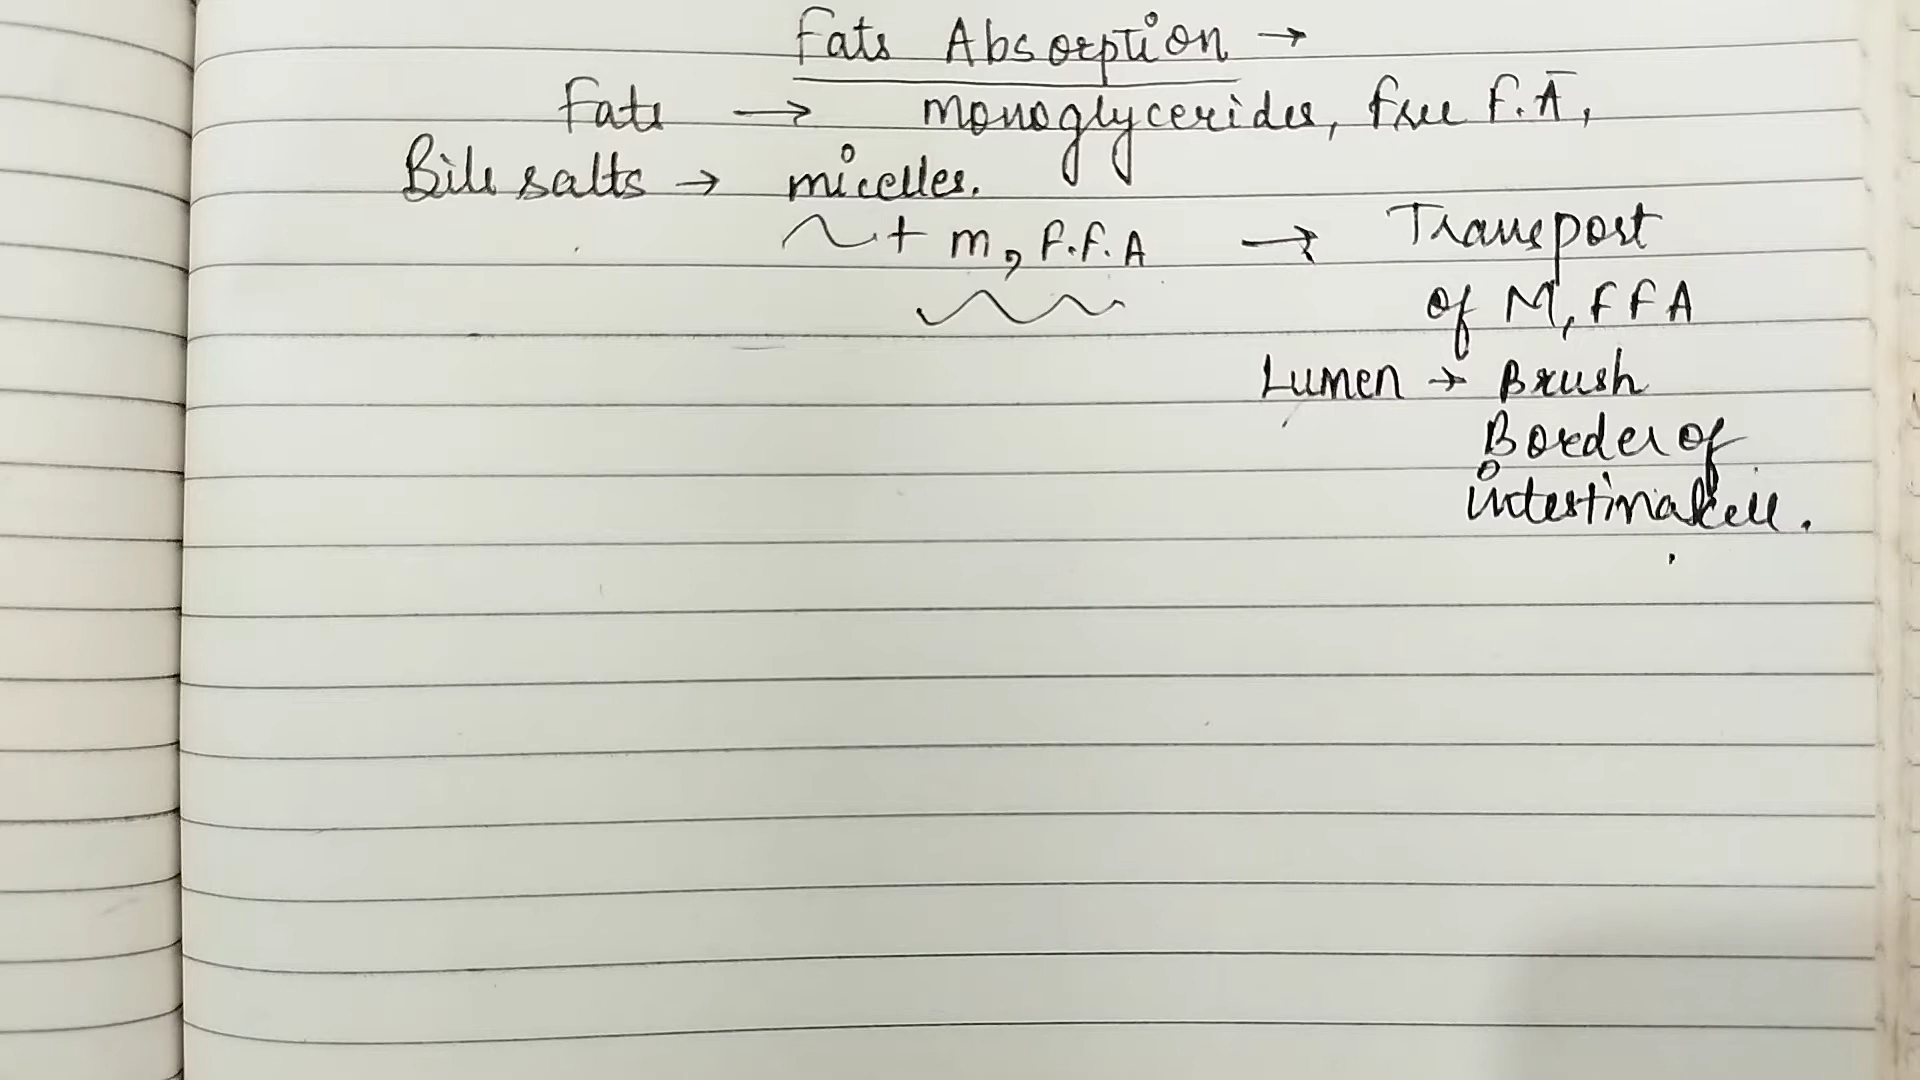 Fats Absorption →
Fats → monoglycerides, free F.A,
Bile salts → micelles.
~+ m, F.F.A → Transport
of M, FFA
Lumen → Brush
Border of
intestinal cell.